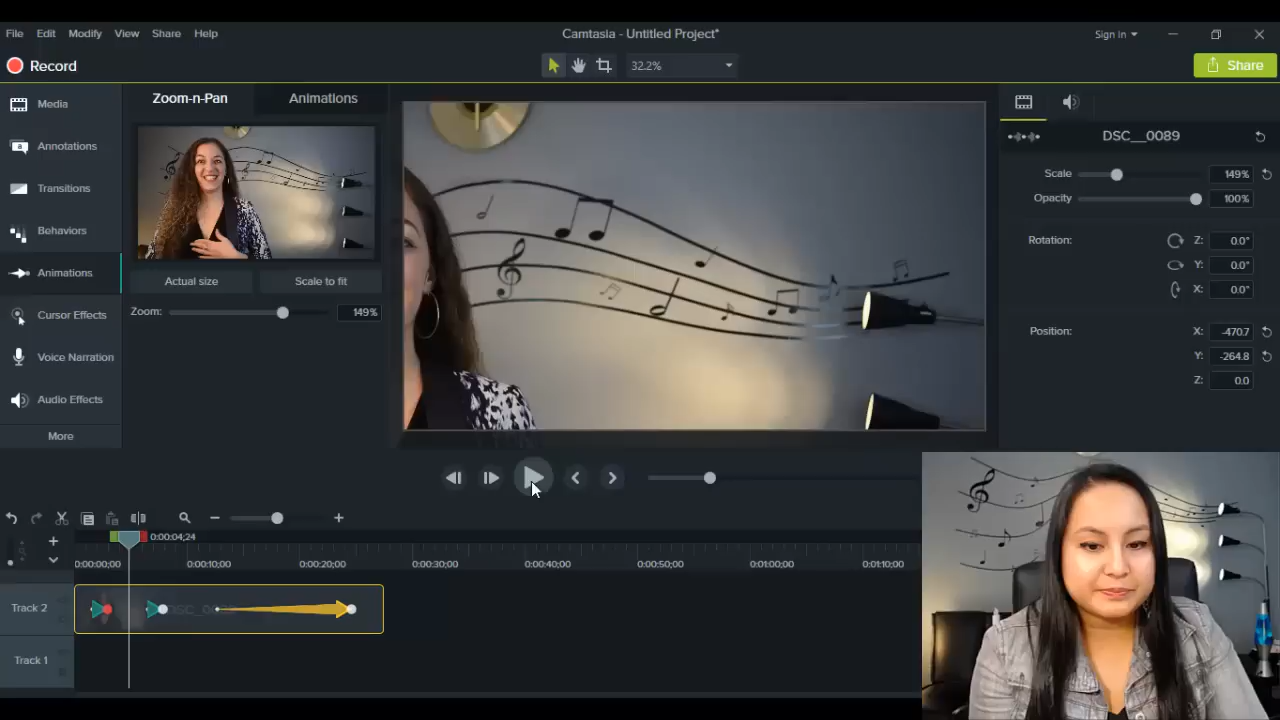 File Edit Modify View Share Help
Camtasia - Untitled Project*
Sign in
Record
32.2%
Share
Media
Annotations
Transitions
Behaviors
Animations
Cursor Effects
Voice Narration
Audio Effects
More
Zoom-n-Pan Animations
Actual size Scale to fit
Zoom: 149%
DSC__0089
Scale 149%
Opacity 100%
Rotation: Z: 0.0°
Y: 0.0°
X: 0.0°
Position: X: -470.7
Y: -264.8
Z: 0.0
0:00:04;24
0:00:00;00 0:00:10;00 0:00:20;00 0:00:30;00 0:00:40;00 0:00:50;00 0:01:00;00 0:01:10;00
Track 2
Track 1